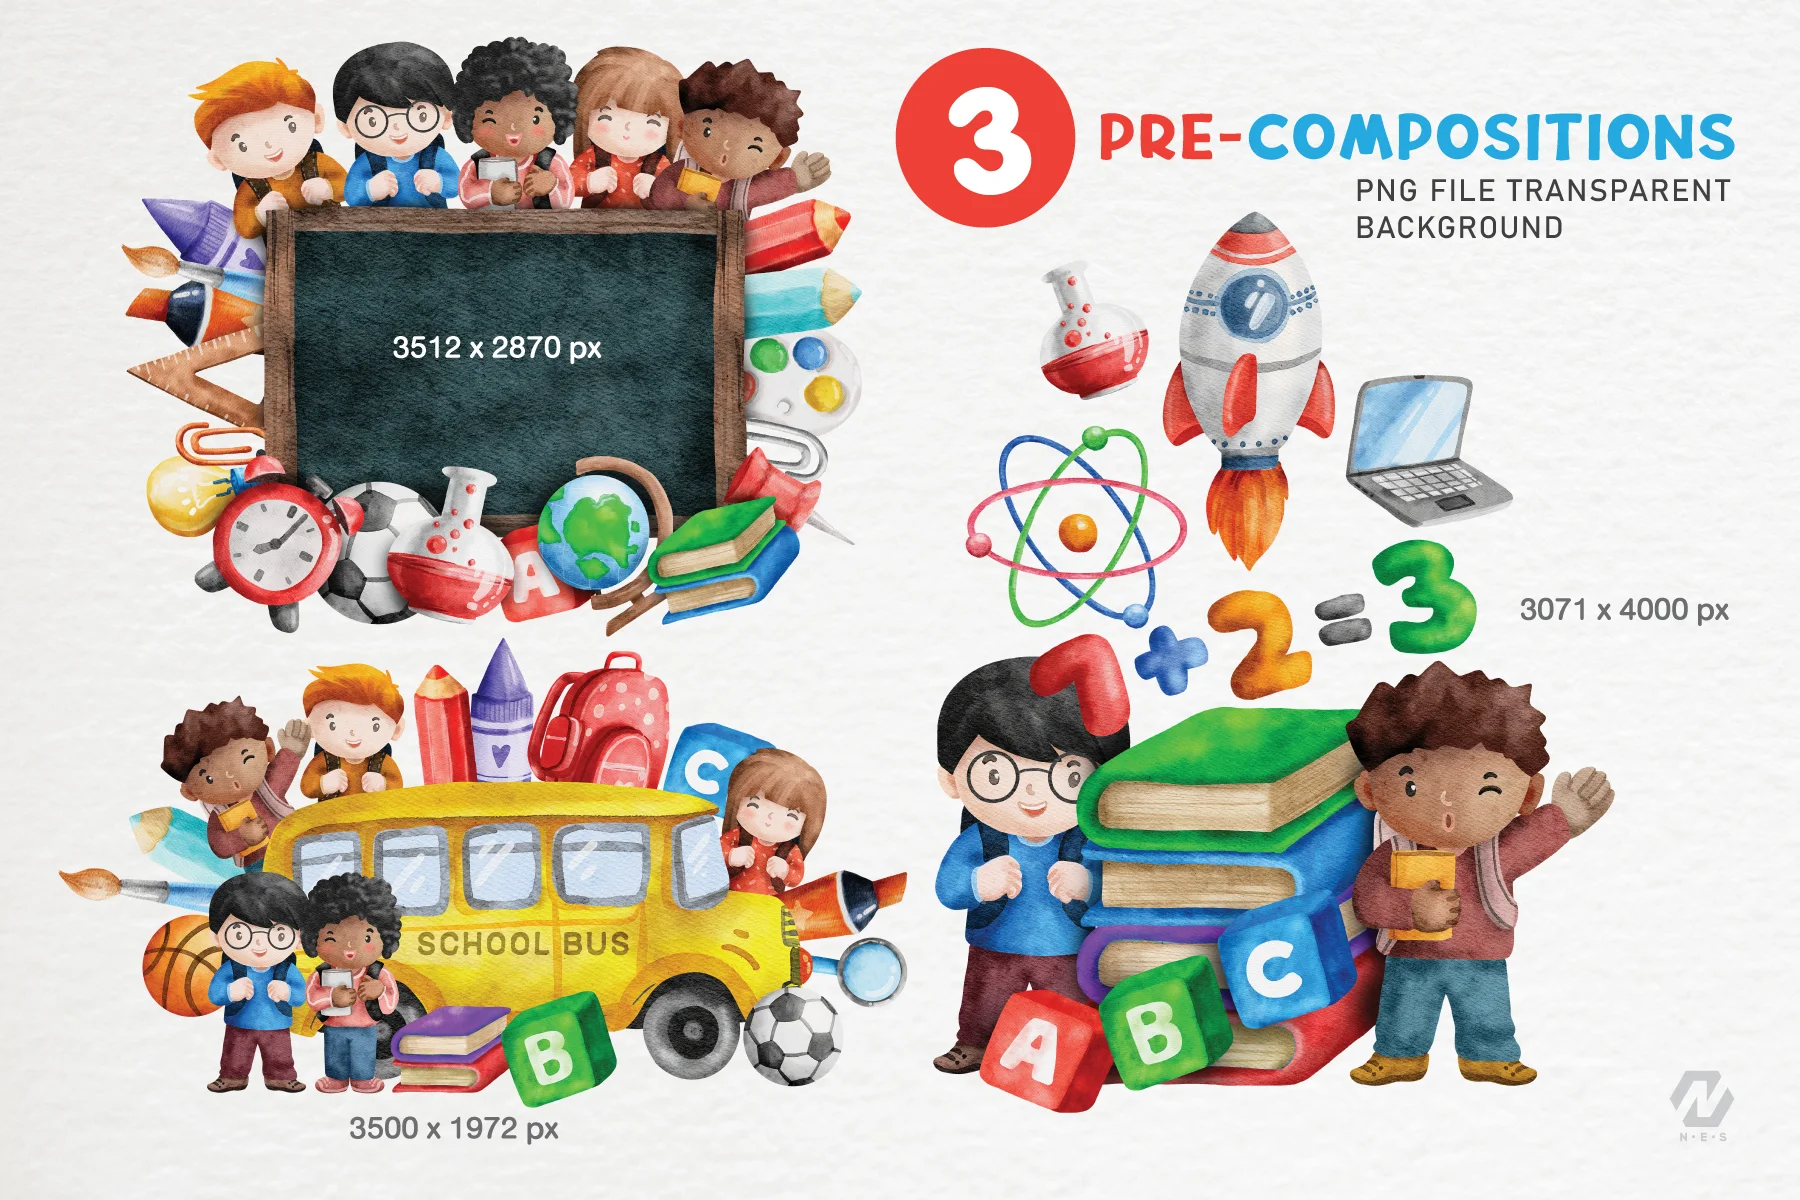 3 PRE-COMPOSITIONS
PNG FILE TRANSPARENT
BACKGROUND
3512 x 2870 px
A
1 + 2 = 3
3071 x 4000 px
C
SCHOOL BUS
B
3500 x 1972 px
C
B
A
N
N·E·S